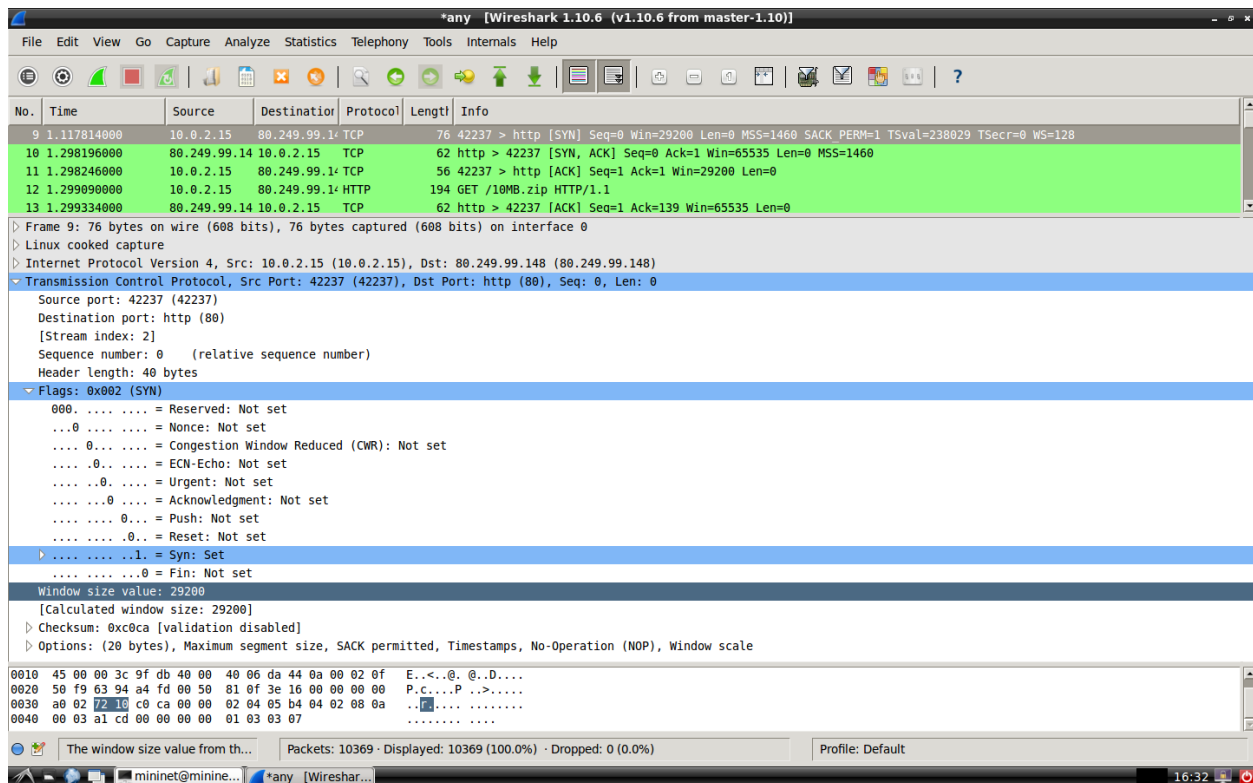 *any [Wireshark 1.10.6 (v1.10.6 from master-1.10)]
File Edit View Go Capture Analyze Statistics Telephony Tools Internals Help
No. Time Source Destination Protocol Length Info
9 1.117814000 10.0.2.15 80.249.99.14 TCP 76 42237 > http [SYN] Seq=0 Win=29200 Len=0 MSS=1460 SACK_PERM=1 TSval=238029 TSecr=0 WS=128
10 1.298196000 80.249.99.14 10.0.2.15 TCP 62 http > 42237 [SYN, ACK] Seq=0 Ack=1 Win=65535 Len=0 MSS=1460
11 1.298246000 10.0.2.15 80.249.99.14 TCP 56 42237 > http [ACK] Seq=1 Ack=1 Win=29200 Len=0
12 1.299090000 10.0.2.15 80.249.99.14 HTTP 194 GET /10MB.zip HTTP/1.1
13 1.299334000 80.249.99.14 10.0.2.15 TCP 62 http > 42237 [ACK] Seq=1 Ack=139 Win=65535 Len=0
Frame 9: 76 bytes on wire (608 bits), 76 bytes captured (608 bits) on interface 0
Linux cooked capture
Internet Protocol Version 4, Src: 10.0.2.15 (10.0.2.15), Dst: 80.249.99.148 (80.249.99.148)
Transmission Control Protocol, Src Port: 42237 (42237), Dst Port: http (80), Seq: 0, Len: 0
Source port: 42237 (42237)
Destination port: http (80)
[Stream index: 2]
Sequence number: 0 (relative sequence number)
Header length: 40 bytes
Flags: 0x002 (SYN)
000. .... .... = Reserved: Not set
...0 .... .... = Nonce: Not set
.... 0... .... = Congestion Window Reduced (CWR): Not set
.... .0.. .... = ECN-Echo: Not set
.... ..0. .... = Urgent: Not set
.... ...0 .... = Acknowledgment: Not set
.... .... 0... = Push: Not set
.... .... .0.. = Reset: Not set
.... .... ..1. = Syn: Set
.... .... ...0 = Fin: Not set
Window size value: 29200
[Calculated window size: 29200]
Checksum: 0xc0ca [validation disabled]
Options: (20 bytes), Maximum segment size, SACK permitted, Timestamps, No-Operation (NOP), Window scale
0010 45 00 00 3c 9f db 40 00 40 06 da 44 0a 00 02 0f E..<..@. @..D....
0020 50 f9 63 94 a4 fd 00 50 81 0f 3e 16 00 00 00 00 P.c....P ..>.....
0030 a0 02 72 10 c0 ca 00 00 02 04 05 b4 04 02 08 0a ..r..... ........
0040 00 03 a1 cd 00 00 00 00 01 03 03 07 ........ ....
The window size value from th... Packets: 10369 · Displayed: 10369 (100.0%) · Dropped: 0 (0.0%) Profile: Default
mininet@minine... *any [Wireshar... 16:32